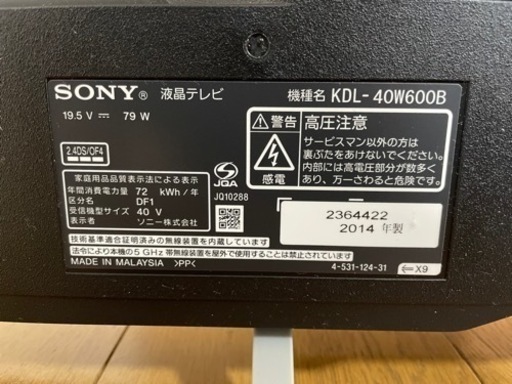 SONY® 液晶テレビ 機種名 KDL-40W600B
19.5 V ⎓ 79 W
2.4DS/OF4
家庭用品品質表示法による表示
年間消費電力量 72 kWh/年
区分名 DF1
受信機型サイズ 40 V
表示者 ソニー株式会社
JQA
JQ10288
警告 高圧注意
感電
サービスマン以外の方は
裏ぶたをあけないでください。
内部には高電圧部分が数多く
あり、万一さわると危険です。
2364422
2014 年製
技術基準適合証明済みの無線装置を内蔵しています。
法令により本機の5 GHz 帯無線装置を屋外で使用することは禁止されています。
MADE IN MALAYSIA >PP<
4-531-124-31 X9